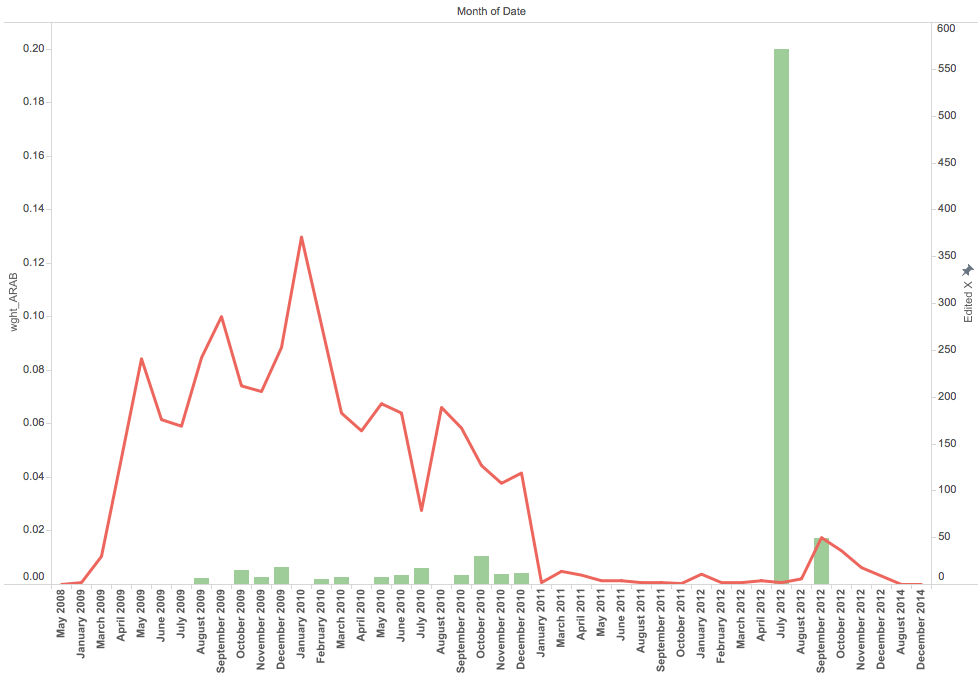 Month of Date
0.20
0.18
0.16
0.14
0.12
0.10
0.08
0.06
0.04
0.02
0.00
wght_ARAB
600
550
500
450
400
350
300
250
200
150
100
50
0
Edited X
May 2008
January 2009
March 2009
April 2009
May 2009
June 2009
July 2009
August 2009
September 2009
October 2009
November 2009
December 2009
January 2010
February 2010
March 2010
April 2010
May 2010
June 2010
July 2010
August 2010
September 2010
October 2010
November 2010
December 2010
January 2011
March 2011
April 2011
May 2011
June 2011
August 2011
September 2011
October 2011
January 2012
February 2012
March 2012
April 2012
July 2012
August 2012
September 2012
October 2012
November 2012
December 2012
August 2014
December 2014